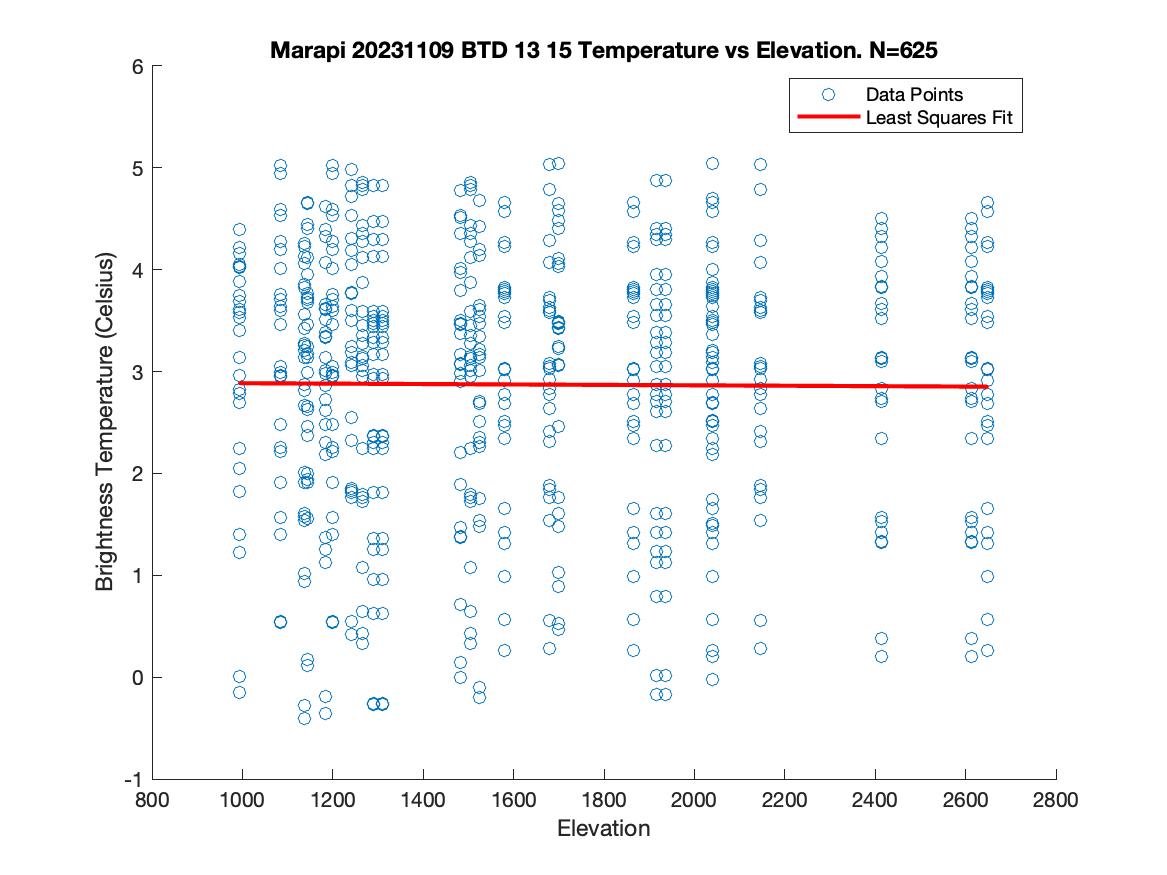 Marapi 20231109 BTD 13 15 Temperature vs Elevation. N=625
Data Points
Least Squares Fit
6
5
4
3
2
1
0
-1
Brightness Temperature (Celsius)
800 1000 1200 1400 1600 1800 2000 2200 2400 2600 2800
Elevation